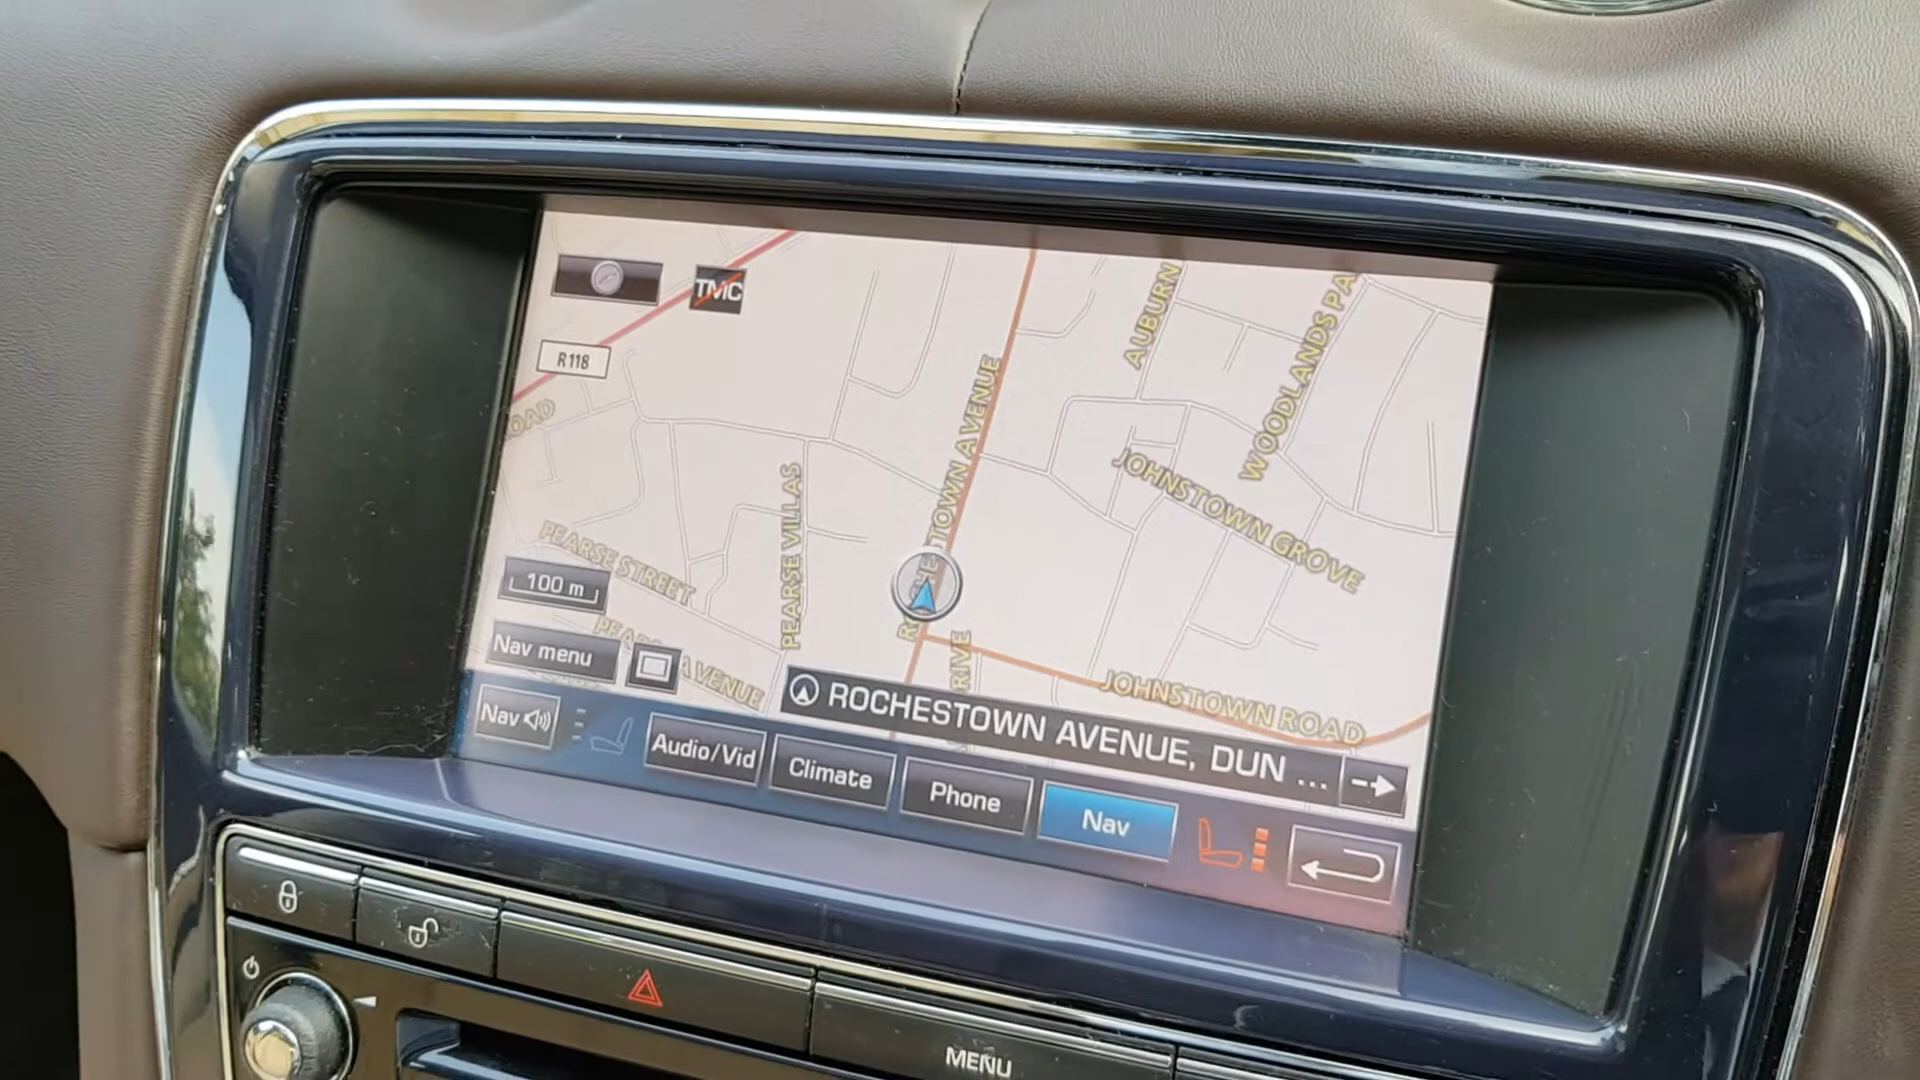 TMC
AUBURN
WOODLANDS PA
R118
OAD
ROCHESTOWN AVENUE
JOHNSTOWN GROVE
PEARSE VILLAS
PEARSE STREET
100 m
Nav menu
AVENUE
RIVE
JOHNSTOWN ROAD
ROCHESTOWN AVENUE, DUN ...
Nav
Audio/Vid
Climate
Phone
Nav
MENU